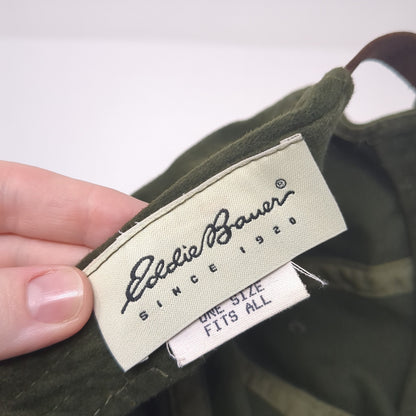 Eddie Bauer®
SINCE 1920
ONE SIZE
FITS ALL